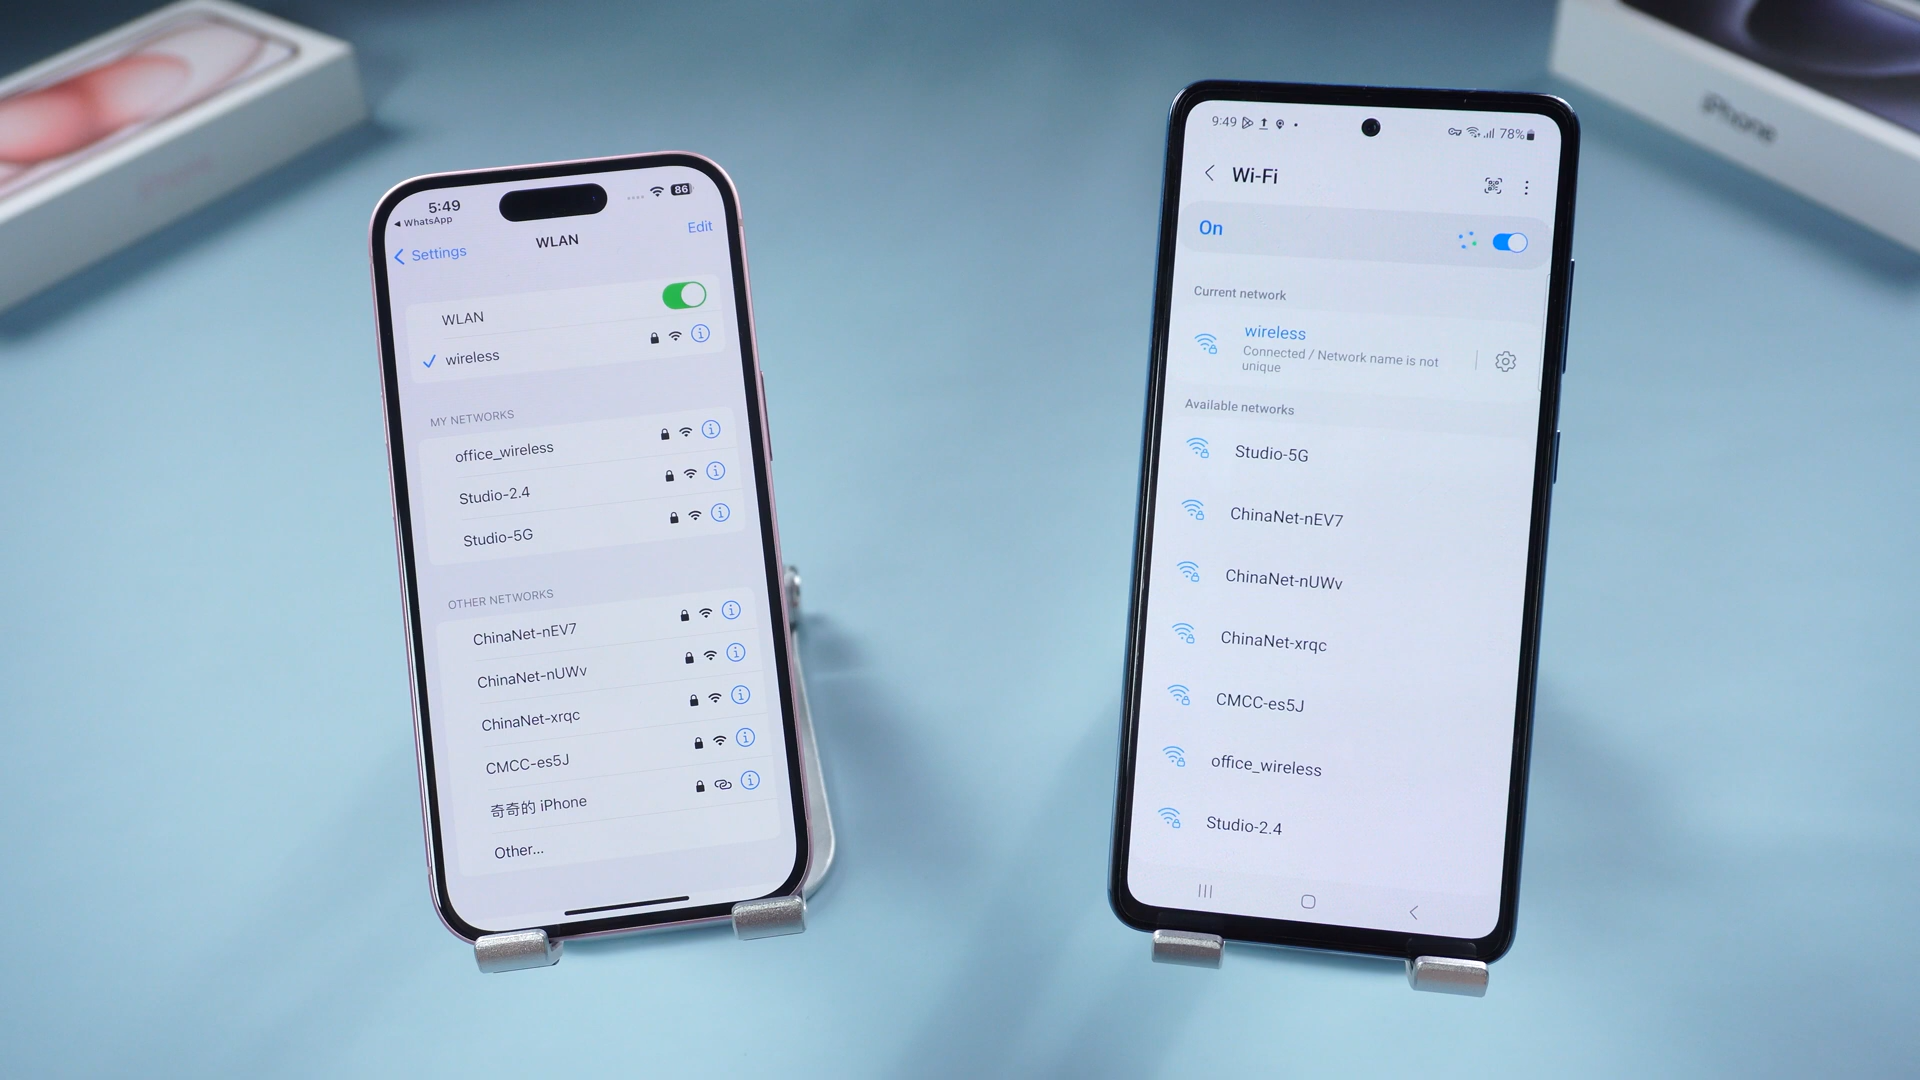 5:49
86
WhatsApp
Settings
WLAN
Edit
WLAN
wireless
MY NETWORKS
office_wireless
Studio-2.4
Studio-5G
OTHER NETWORKS
ChinaNet-nEV7
ChinaNet-nUWv
ChinaNet-xrqc
CMCC-es5J
奇奇的 iPhone
Other...
9:49
78%
Wi-Fi
On
Current network
wireless
Connected / Network name is not
unique
Available networks
Studio-5G
ChinaNet-nEV7
ChinaNet-nUWv
ChinaNet-xrqc
CMCC-es5J
office_wireless
Studio-2.4
iPhone